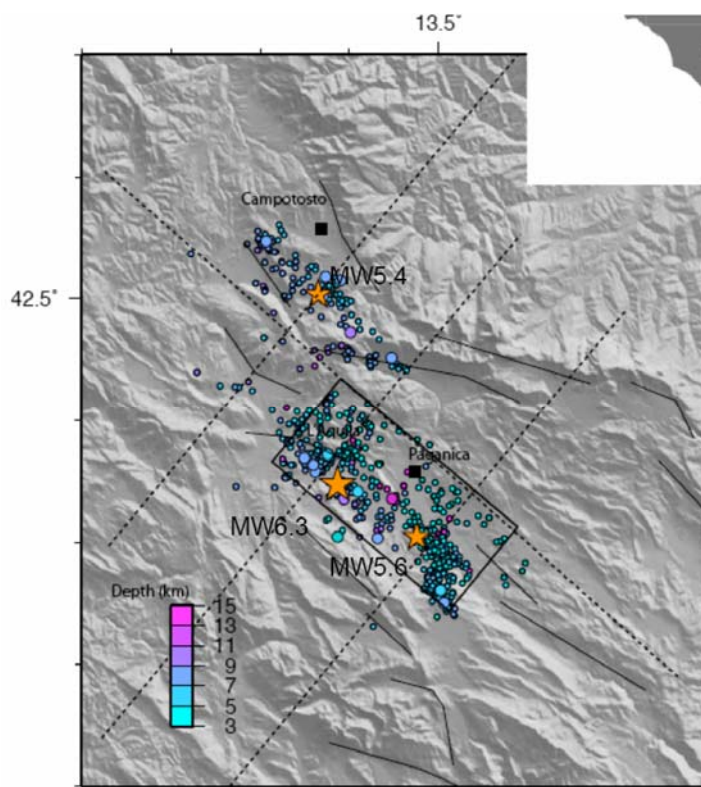 13.5°
Campotosto
MW5.4
42.5°
L'Aquila
Paganica
MW6.3
MW5.6
Depth (km)
15
13
11
9
7
5
3